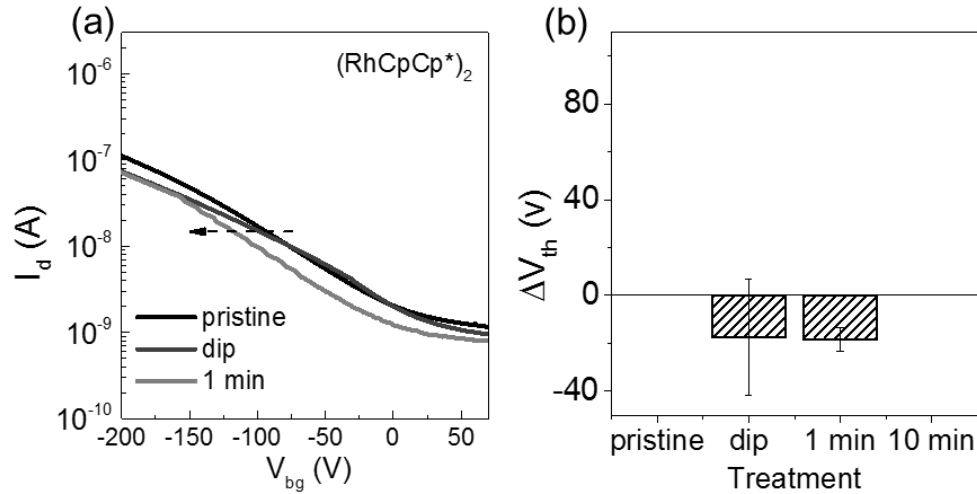 (a)
(RhCpCp*)₂
10⁻⁶
10⁻⁷
10⁻⁸
10⁻⁹
10⁻¹⁰
I_d (A)
pristine
dip
1 min
-200 -150 -100 -50 0 50
V_bg (V)
(b)
80
40
0
-40
ΔV_th (v)
pristine dip 1 min 10 min
Treatment